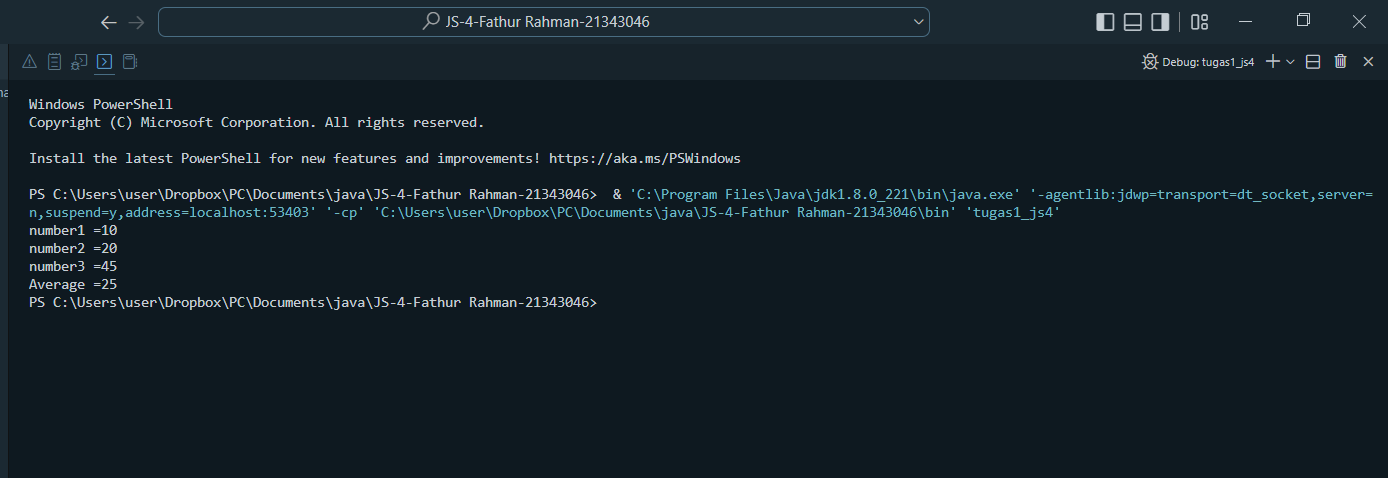 JS-4-Fathur Rahman-21343046
Debug: tugas1_js4
Windows PowerShell
Copyright (C) Microsoft Corporation. All rights reserved.
Install the latest PowerShell for new features and improvements! https://aka.ms/PSWindows
PS C:\Users\user\Dropbox\PC\Documents\java\JS-4-Fathur Rahman-21343046>  & 'C:\Program Files\Java\jdk1.8.0_221\bin\java.exe' '-agentlib:jdwp=transport=dt_socket,server=
n,suspend=y,address=localhost:53403' '-cp' 'C:\Users\user\Dropbox\PC\Documents\java\JS-4-Fathur Rahman-21343046\bin' 'tugas1_js4'
number1 =10
number2 =20
number3 =45
Average =25
PS C:\Users\user\Dropbox\PC\Documents\java\JS-4-Fathur Rahman-21343046>